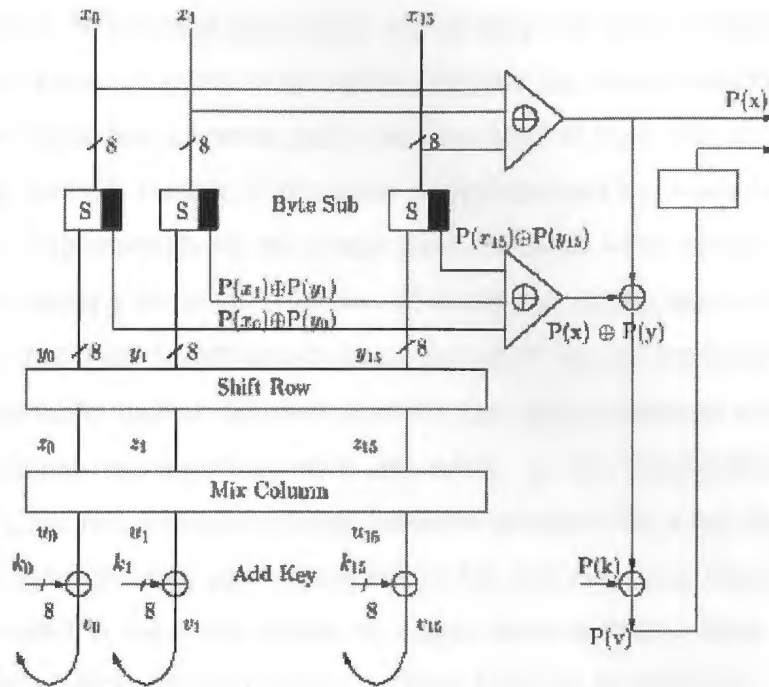 x₀ x₁ x₁₅
P(x)
8 8 8
S S Byte Sub S
P(x₁₅)⊕P(y₁₅)
P(x₁)⊕P(y₁)
P(x₀)⊕P(y₀)
P(x) ⊕ P(y)
y₀ 8 y₁ 8 y₁₅ 8
Shift Row
z₀ z₁ z₁₅
Mix Column
u₀ u₁ u₁₅
k₀ k₁ Add Key k₁₅ P(k)
8 8 8
v₀ v₁ v₁₅ P(v)